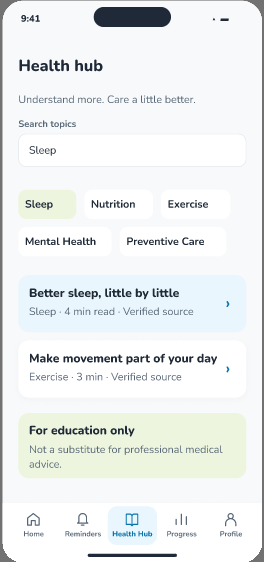 9:41
Health hub
Understand more. Care a little better.
Search topics
Sleep
Sleep Nutrition Exercise
Mental Health Preventive Care
Better sleep, little by little
Sleep · 4 min read · Verified source
Make movement part of your day
Exercise · 3 min · Verified source
For education only
Not a substitute for professional medical
advice.
Home Reminders Health Hub Progress Profile